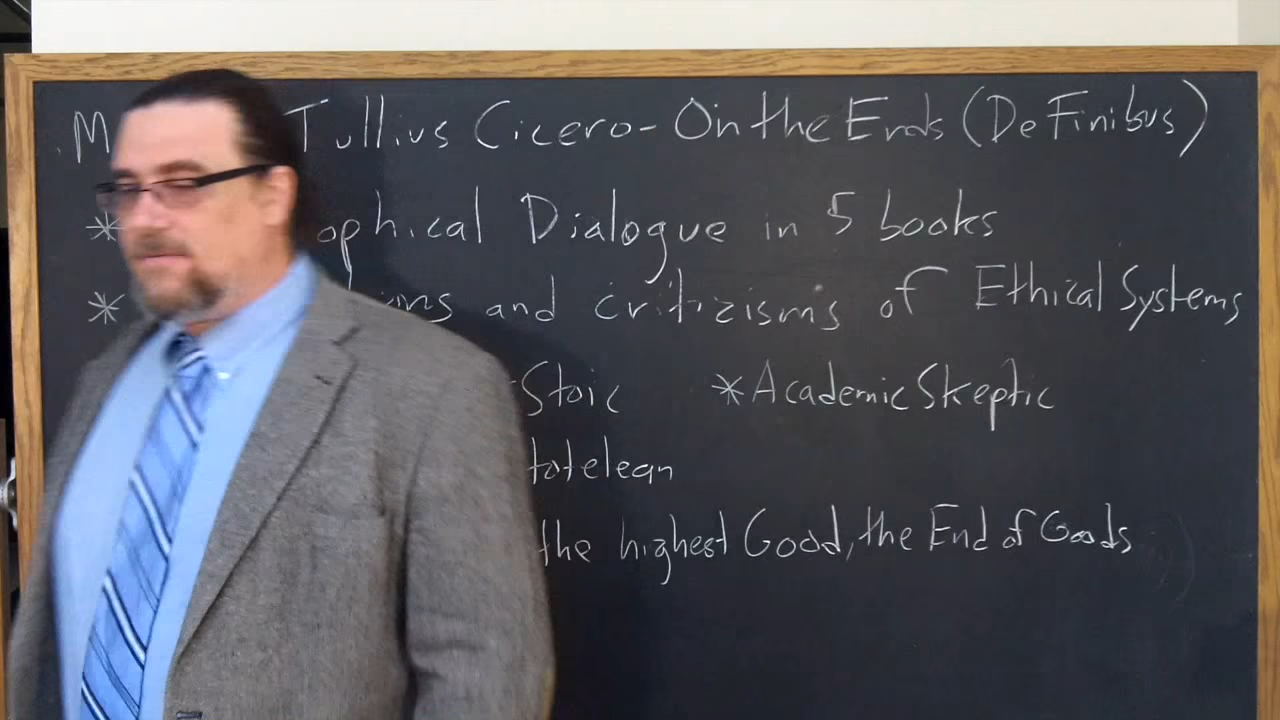 M Tullius Cicero - On the Ends (De Finibus)
* ophical Dialogue in 5 books
* ions and critizisms of Ethical Systems
Stoic * Academic Skeptic
totelean
the highest Good, the End of Goods